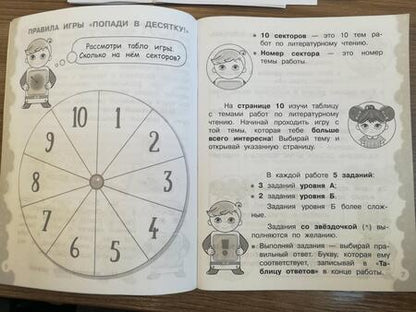 ПРАВИЛА ИГРЫ «ПОПАДИ В ДЕСЯТКУ!»
Рассмотри табло игры.
Сколько на нём секторов?
10
1
9
2
8
3
7
4
6
5
10 секторов — это 10 тем ра-
бот по литературному чтению.
Номер сектора — это номер
темы работы.
На странице 10 изучи таблицу
с темами работ по литературному
чтению. Начинай проходить игру с
той темы, которая тебе больше
всего интересна! Выбирай тему и
открывай указанную страницу.
В каждой работе 5 заданий:
3 заданий уровня А;
2 задания уровня Б.
Задания уровня Б более слож-
ные.
Задания со звёздочкой (*) вы-
полняются по желанию.
Выполняй задания — выбирай пра-
вильный ответ. Букву, которая ему
соответствует, записывай в «Та-
блицу ответов» в конце работы.